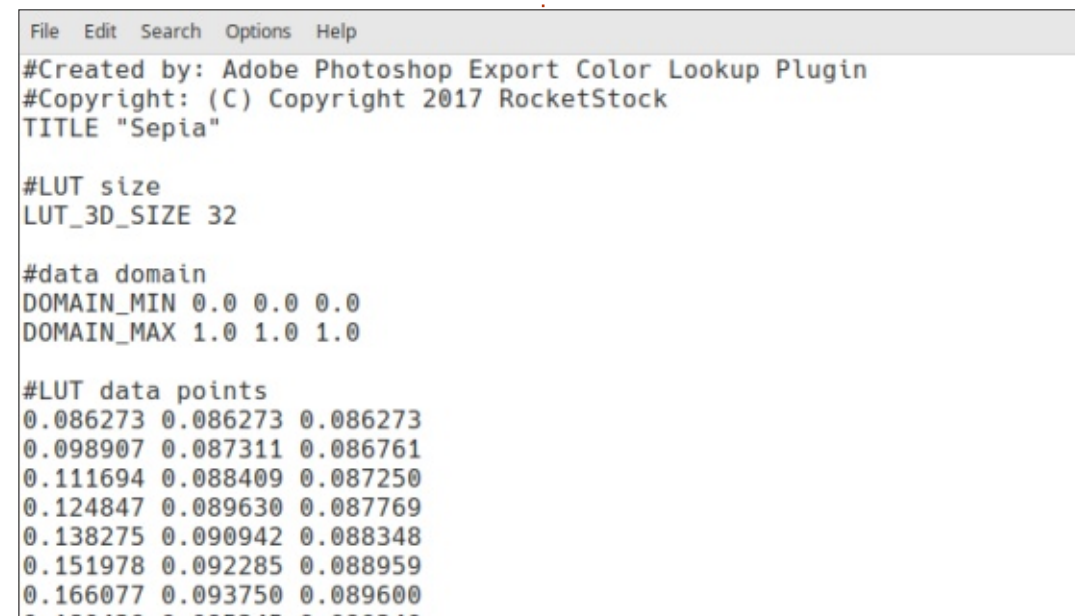 File Edit Search Options Help
#Created by: Adobe Photoshop Export Color Lookup Plugin
#Copyright: (C) Copyright 2017 RocketStock
TITLE "Sepia"
#LUT size
LUT_3D_SIZE 32
#data domain
DOMAIN_MIN 0.0 0.0 0.0
DOMAIN_MAX 1.0 1.0 1.0
#LUT data points
0.086273 0.086273 0.086273
0.098907 0.087311 0.086761
0.111694 0.088409 0.087250
0.124847 0.089630 0.087769
0.138275 0.090942 0.088348
0.151978 0.092285 0.088959
0.166077 0.093750 0.089600